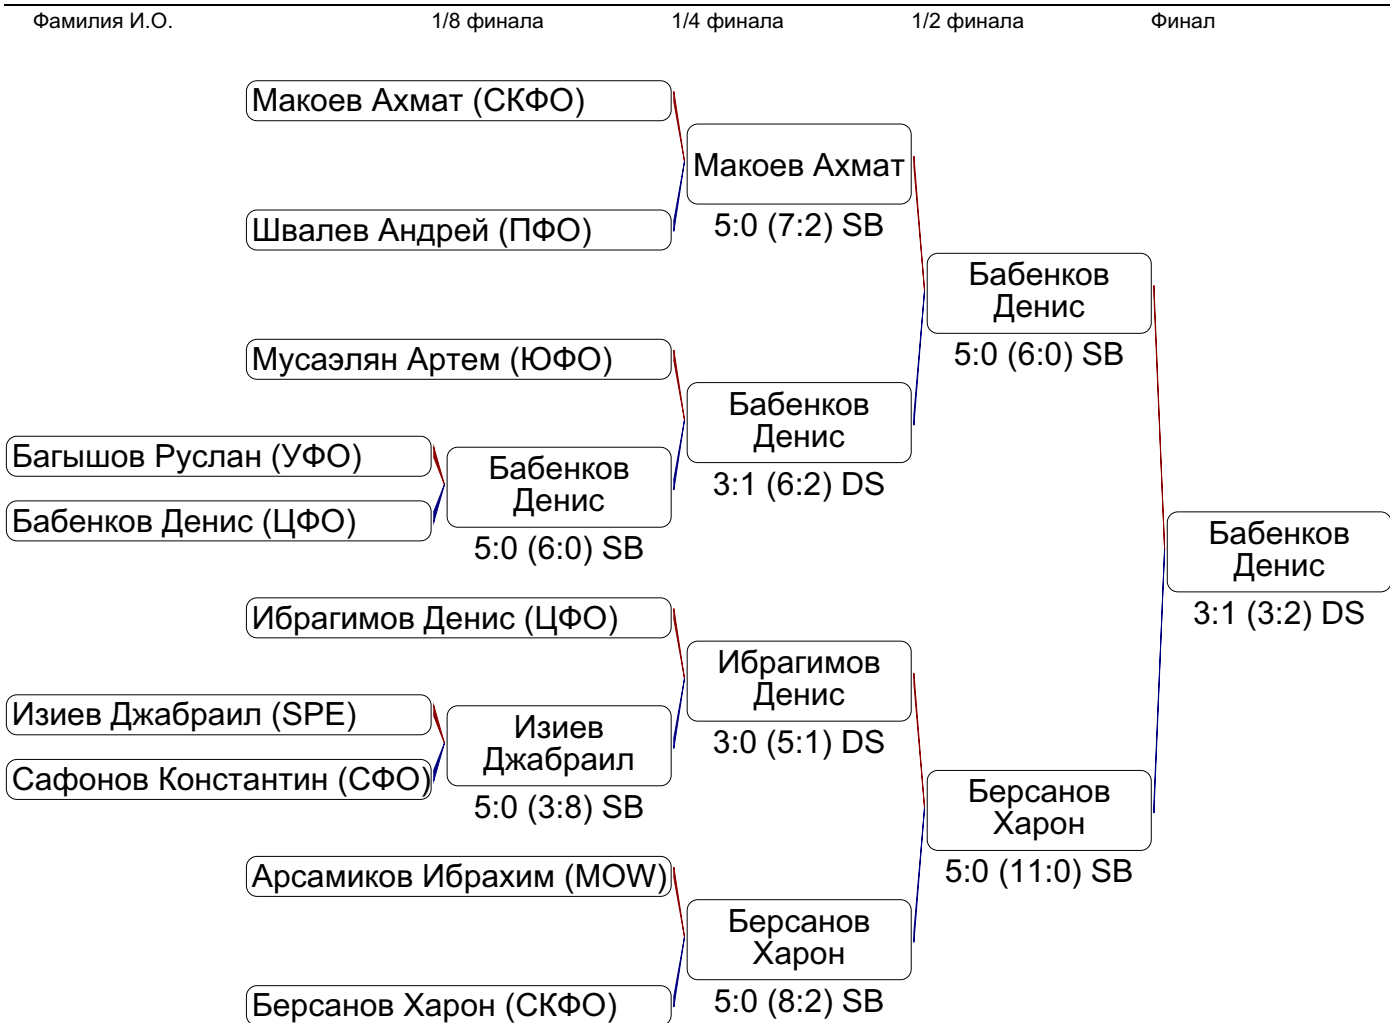 Фамилия И.О. 1/8 финала 1/4 финала 1/2 финала Финал
Макоев Ахмат (СКФО)
Макоев Ахмат
5:0 (7:2) SB
Швалев Андрей (ПФО)
Бабенков
Денис
5:0 (6:0) SB
Мусаэлян Артем (ЮФО)
Бабенков
Денис
3:1 (6:2) DS
Багышов Руслан (УФО)
Бабенков Денис (ЦФО)
Бабенков
Денис
5:0 (6:0) SB
Бабенков
Денис
3:1 (3:2) DS
Ибрагимов Денис (ЦФО)
Ибрагимов
Денис
3:0 (5:1) DS
Изиев Джабраил (SPE)
Сафонов Константин (СФО)
Изиев
Джабраил
5:0 (3:8) SB
Берсанов
Харон
5:0 (11:0) SB
Арсамиков Ибрахим (MOW)
Берсанов
Харон
5:0 (8:2) SB
Берсанов Харон (СКФО)